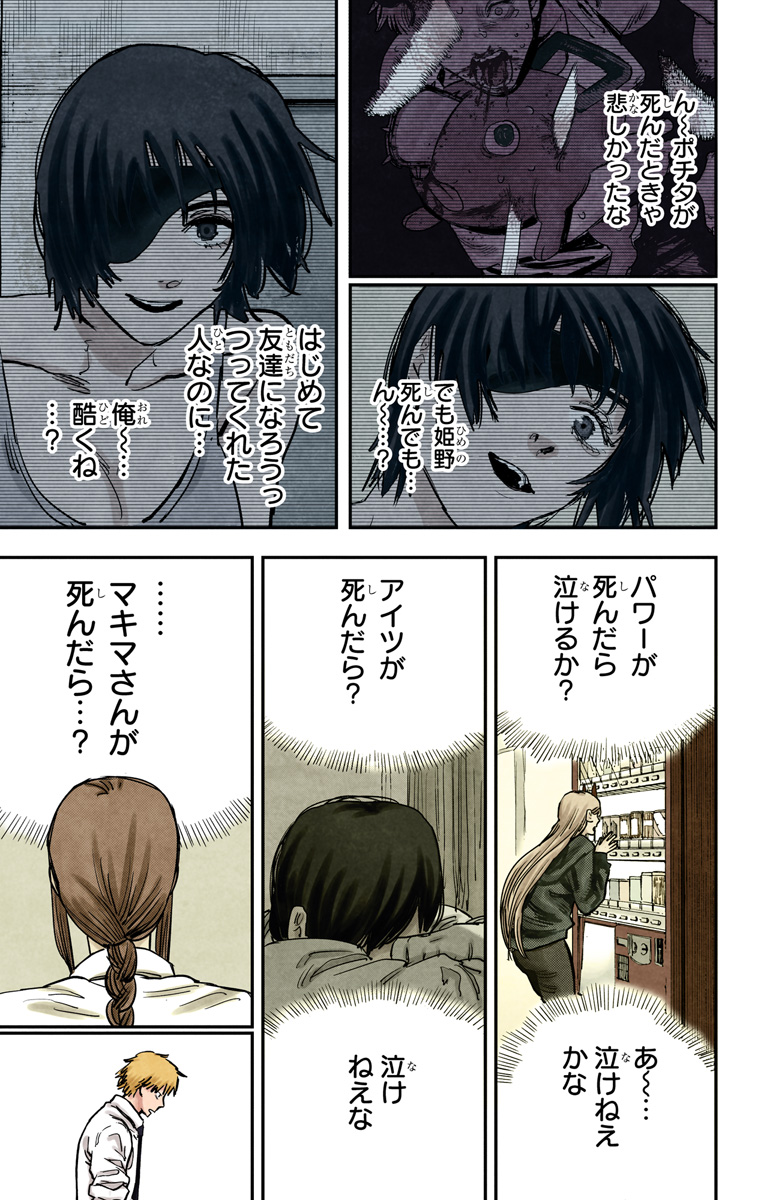 ん〜ポチタが
死んだときゃ
悲しかったな
でも姫野
死んでも…
ん〜…?
はじめて
友達になろうっ
つってくれた
人なのに…
俺〜…
酷くね
…?
パワーが
死んだら
泣けるか?
あ〜…
泣けねえ
かな
アイツが
死んだら?
泣け
ねえな
……
マキマさんが
死んだら…?